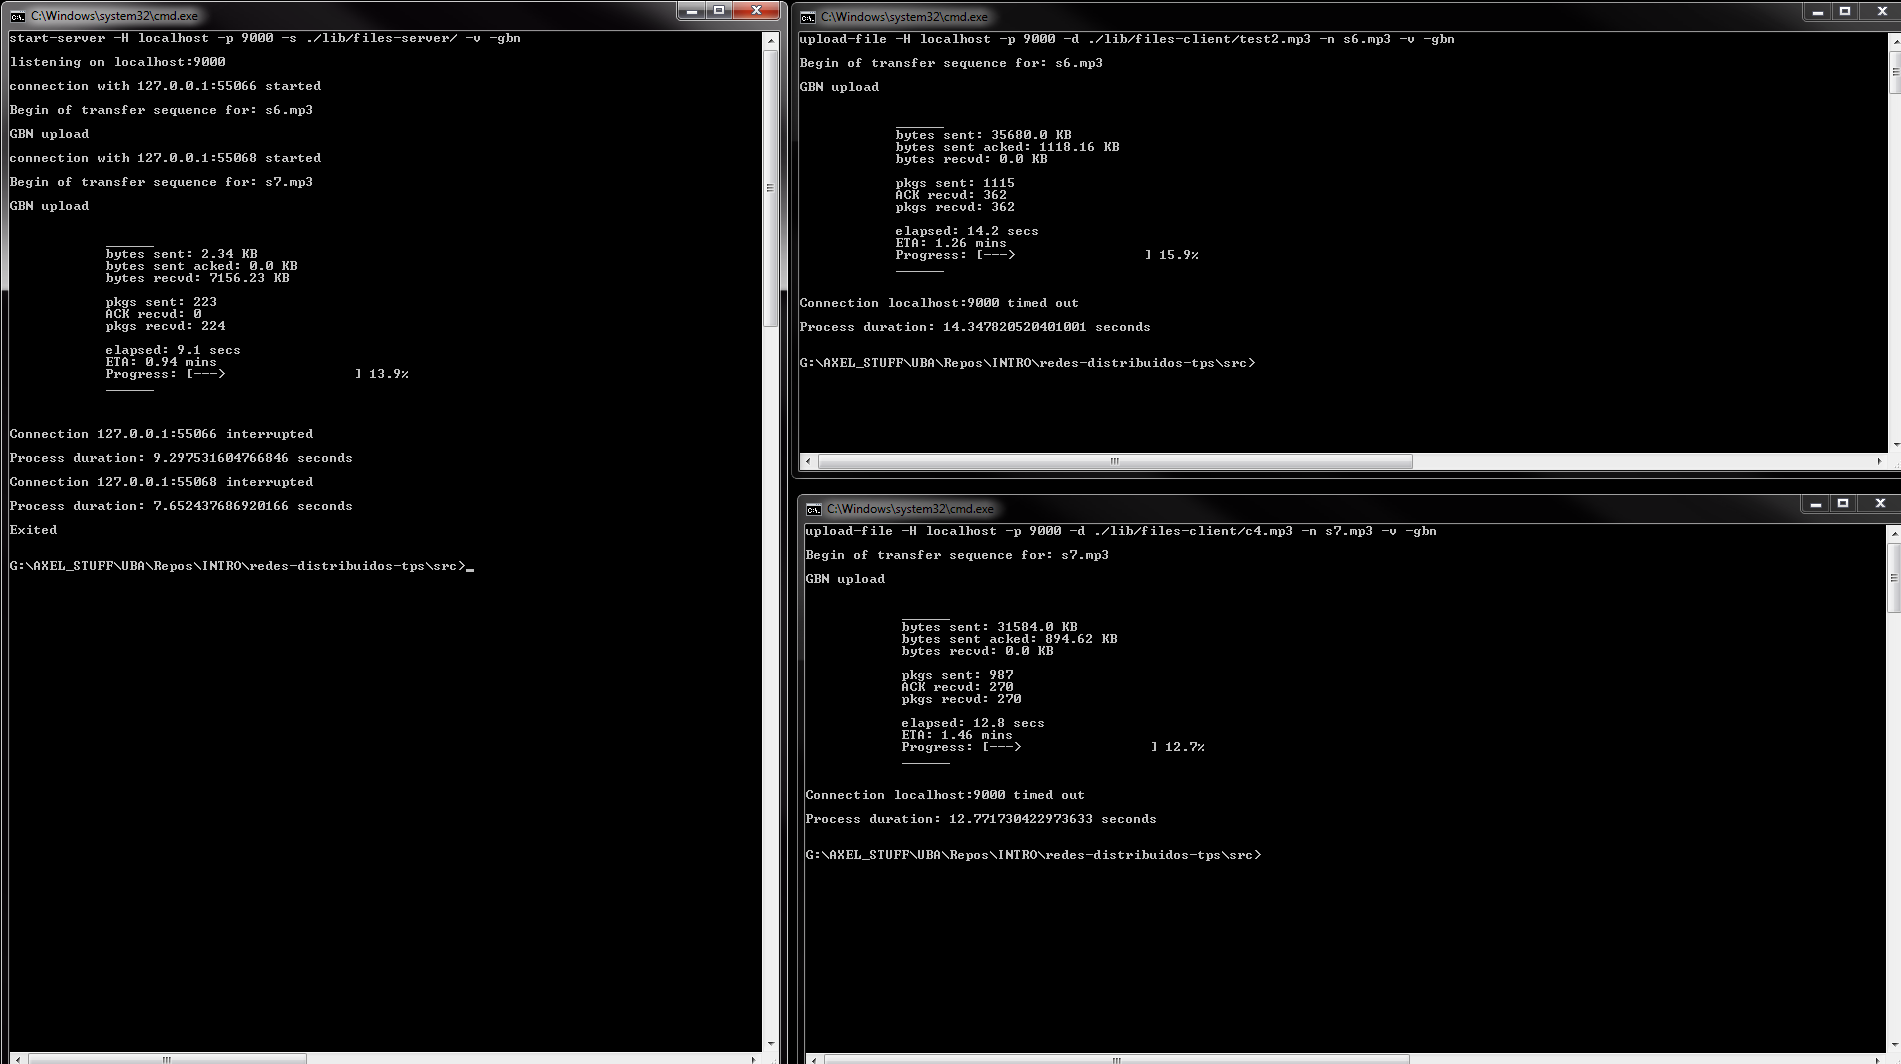 C:\Windows\system32\cmd.exe
start-server -H localhost -p 9000 -s ./lib/files-server/ -v -gbn
listening on localhost:9000
connection with 127.0.0.1:55066 started
Begin of transfer sequence for: s6.mp3
GBN upload
connection with 127.0.0.1:55068 started
Begin of transfer sequence for: s7.mp3
GBN upload
______
bytes sent: 2.34 KB
bytes sent acked: 0.0 KB
bytes recvd: 7156.23 KB
pkgs sent: 223
ACK recvd: 0
pkgs recvd: 224
elapsed: 9.1 secs
ETA: 0.94 mins
Progress: [---> ] 13.9%
______
Connection 127.0.0.1:55066 interrupted
Process duration: 9.297531604766846 seconds
Connection 127.0.0.1:55068 interrupted
Process duration: 7.652437686920166 seconds
Exited
G:\AXEL_STUFF\UBA\Repos\INTRO\redes-distribuidos-tps\src>_
C:\Windows\system32\cmd.exe
upload-file -H localhost -p 9000 -d ./lib/files-client/test2.mp3 -n s6.mp3 -v -gbn
Begin of transfer sequence for: s6.mp3
GBN upload
______
bytes sent: 35680.0 KB
bytes sent acked: 1118.16 KB
bytes recvd: 0.0 KB
pkgs sent: 1115
ACK recvd: 362
pkgs recvd: 362
elapsed: 14.2 secs
ETA: 1.26 mins
Progress: [---> ] 15.9%
______
Connection localhost:9000 timed out
Process duration: 14.347820520401001 seconds
G:\AXEL_STUFF\UBA\Repos\INTRO\redes-distribuidos-tps\src>
C:\Windows\system32\cmd.exe
upload-file -H localhost -p 9000 -d ./lib/files-client/c4.mp3 -n s7.mp3 -v -gbn
Begin of transfer sequence for: s7.mp3
GBN upload
______
bytes sent: 31584.0 KB
bytes sent acked: 894.62 KB
bytes recvd: 0.0 KB
pkgs sent: 987
ACK recvd: 270
pkgs recvd: 270
elapsed: 12.8 secs
ETA: 1.46 mins
Progress: [---> ] 12.7%
______
Connection localhost:9000 timed out
Process duration: 12.771730422973633 seconds
G:\AXEL_STUFF\UBA\Repos\INTRO\redes-distribuidos-tps\src>